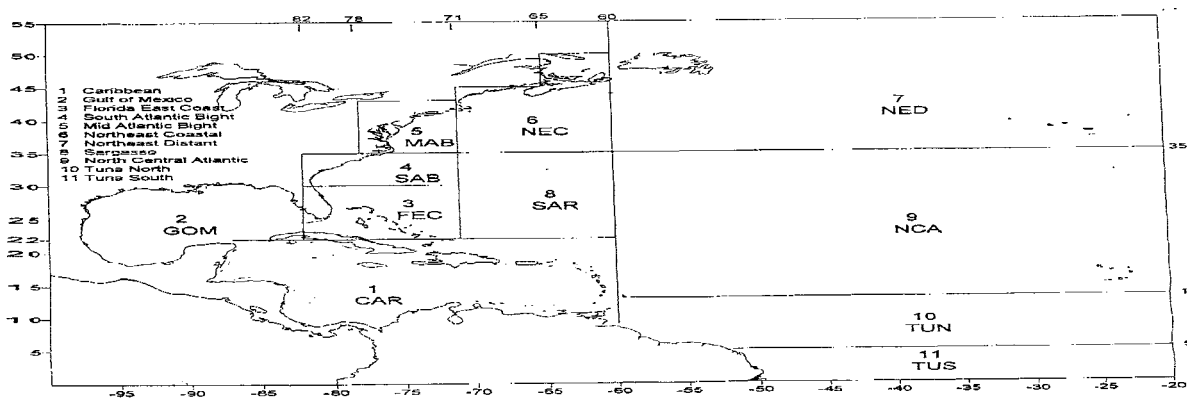 82 78 71 65 60
55
50
45
40
35
30
25
22
20
15
10
5
1 Caribbean
2 Gulf of Mexico
3 Florida East Coast
4 South Atlantic Bight
5 Mid Atlantic Bight
6 Northeast Coastal
7 Northeast Distant
8 Sargasso
9 North Central Atlantic
10 Tuna North
11 Tuna South
7
NED
6
NEC
5
MAB
35
4
SAB
8
SAR
3
FEC
2
GOM
9
NCA
1
CAR
10
TUN
11
TUS
-95 -90 -85 -80 -75 -70 -65 -60 -55 -50 -45 -40 -35 -30 -25 -20